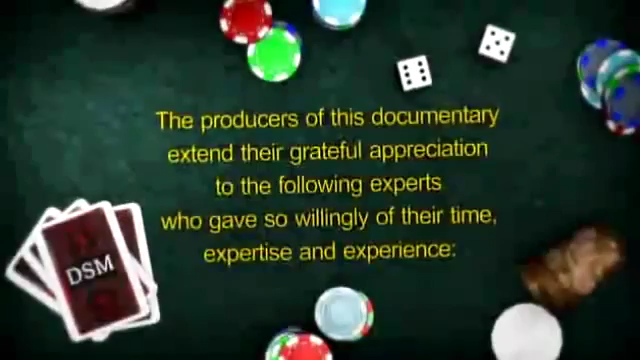 The producers of this documentary
extend their grateful appreciation
to the following experts
who gave so willingly of their time,
expertise and experience:
DSM